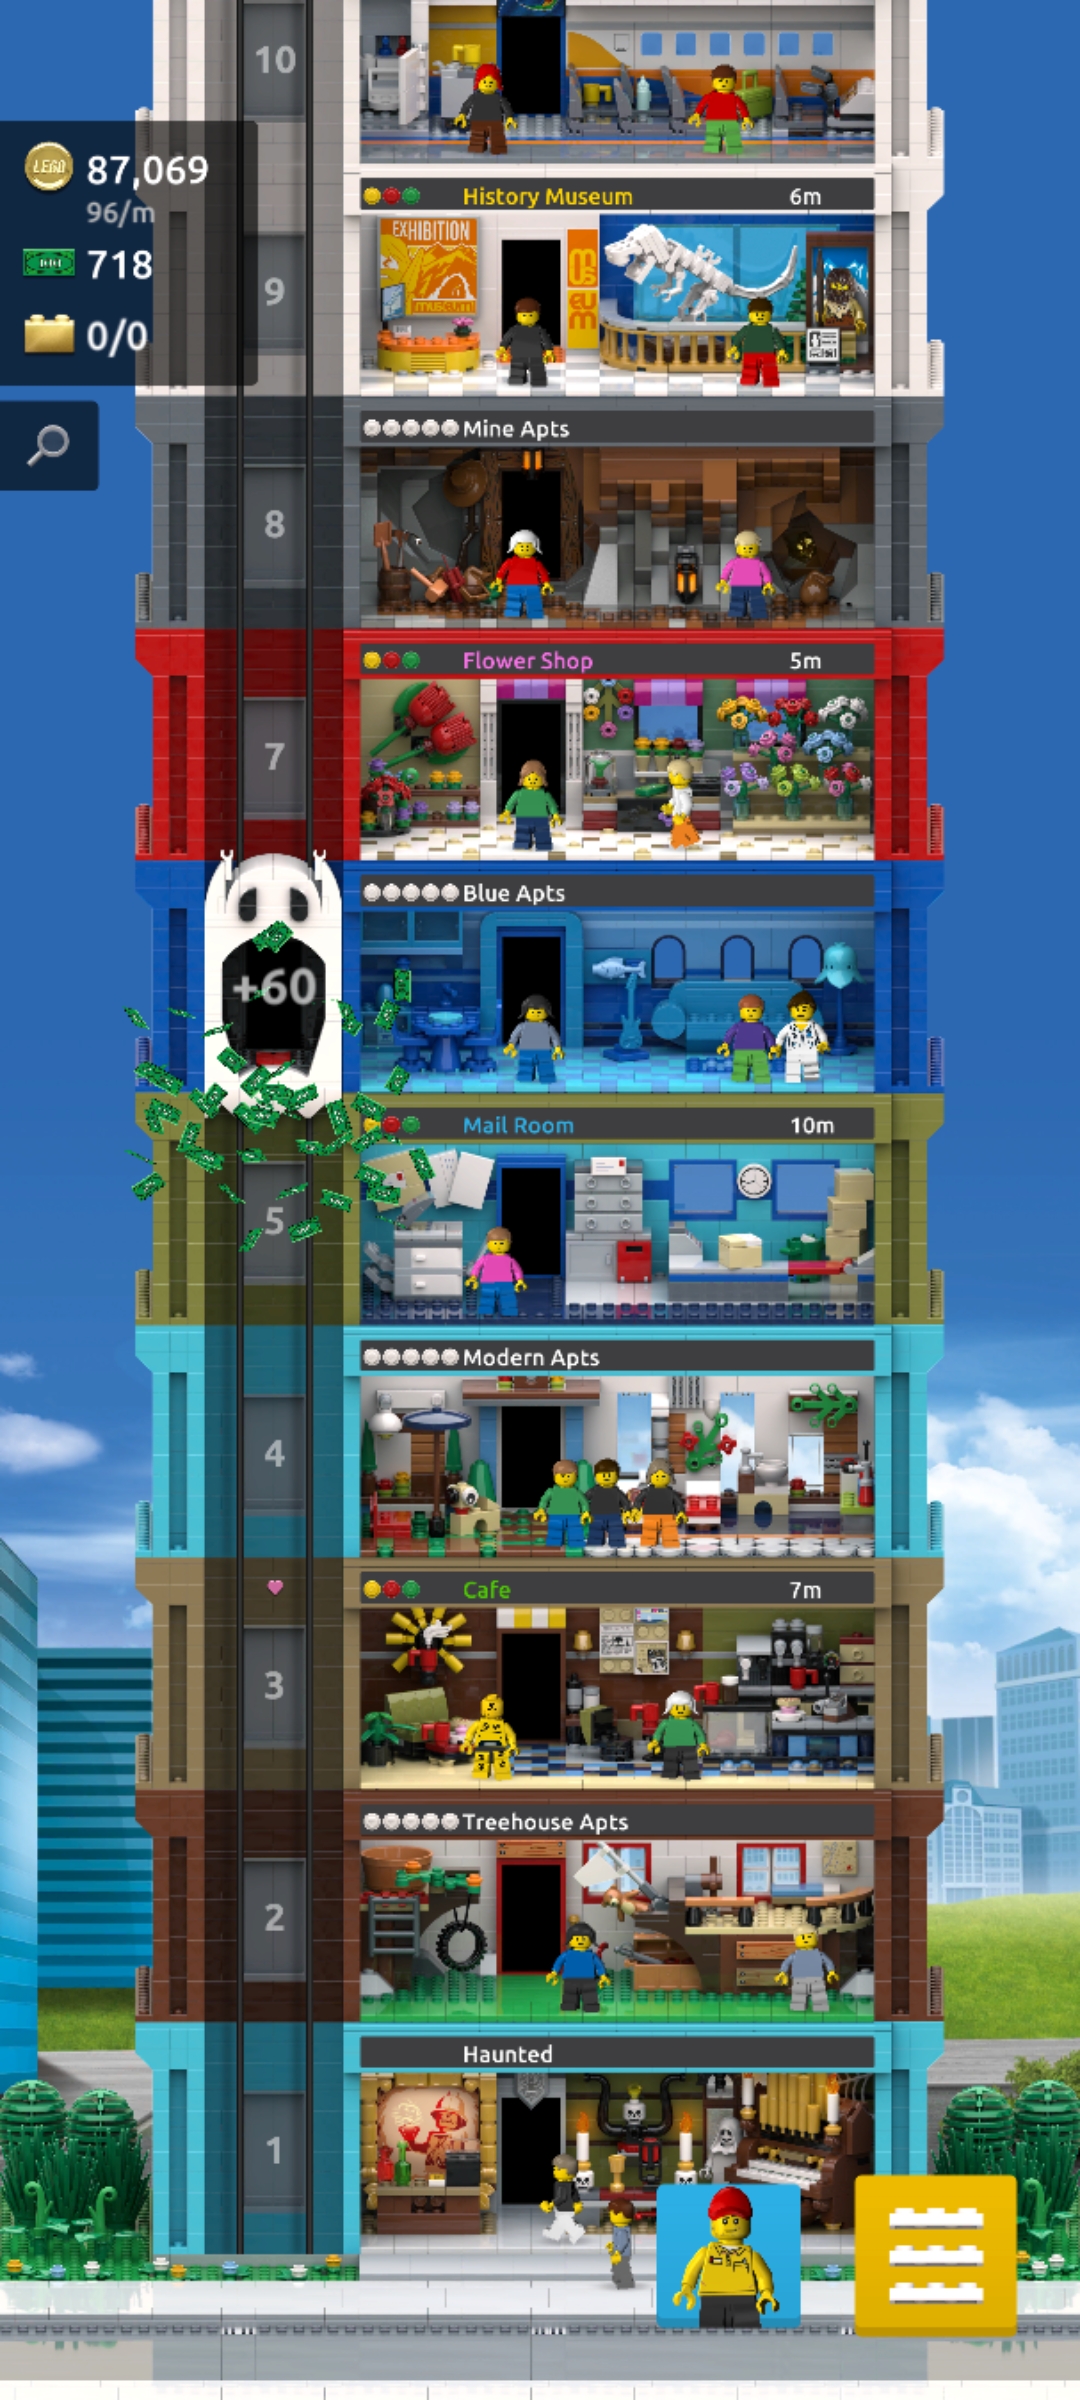 10
LEGO
87,069
96/m
718
0/0
History Museum 6m
EXHIBITION
museum
mus
eum
9
Mine Apts
8
Flower Shop 5m
7
Blue Apts
+60
Mail Room 10m
5
Modern Apts
4
Cafe 7m
3
Treehouse Apts
2
Haunted
1